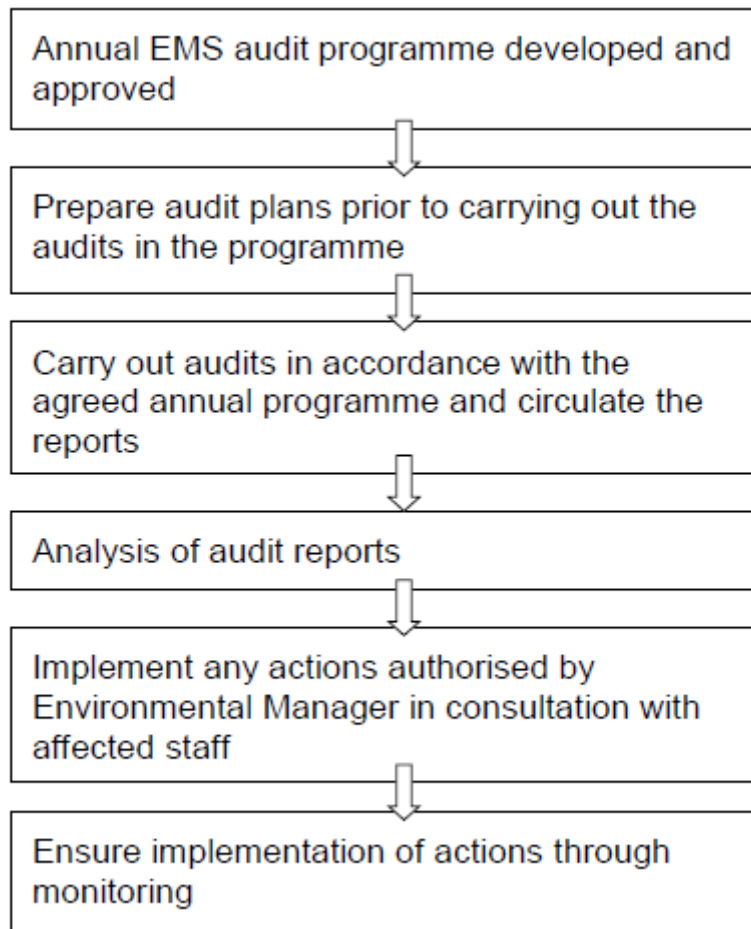 Annual EMS audit programme developed and
approved
Prepare audit plans prior to carrying out the
audits in the programme
Carry out audits in accordance with the
agreed annual programme and circulate the
reports
Analysis of audit reports
Implement any actions authorised by
Environmental Manager in consultation with
affected staff
Ensure implementation of actions through
monitoring